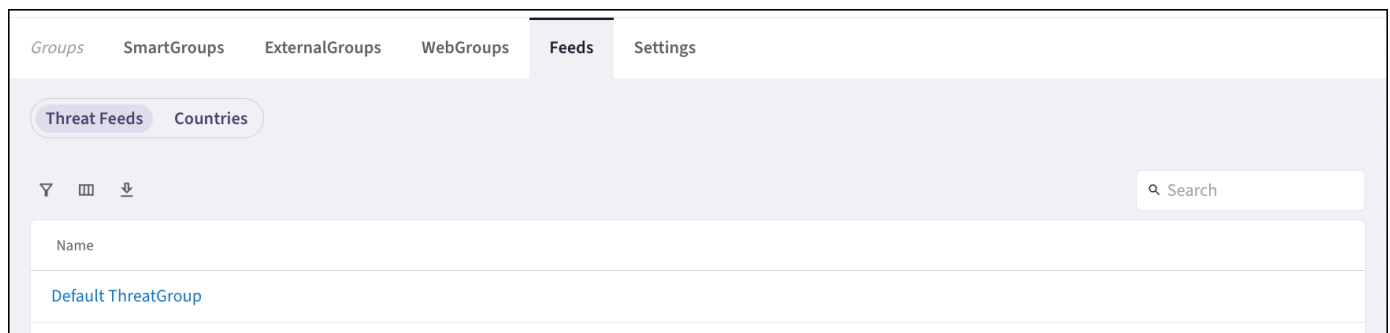 Groups SmartGroups ExternalGroups WebGroups Feeds Settings
Threat Feeds Countries
Search
Name
Default ThreatGroup